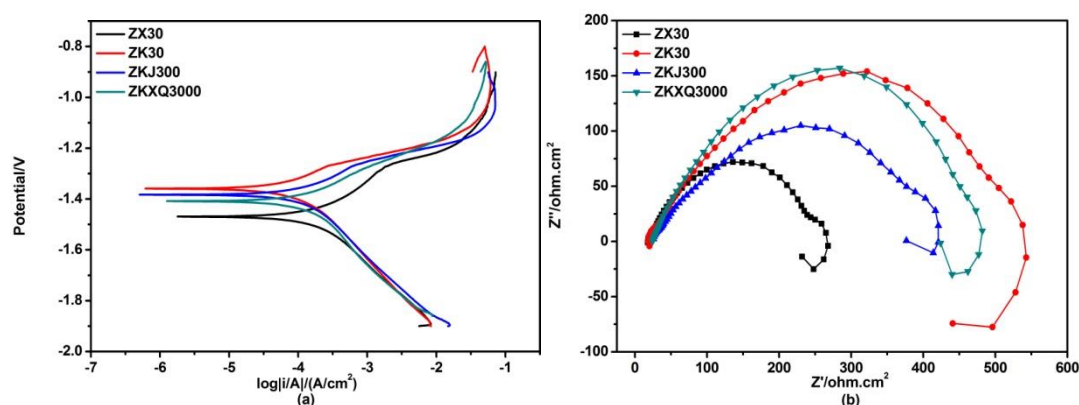 ZX30
ZK30
ZKJ300
ZKXQ3000
-0.8
-1.0
-1.2
-1.4
-1.6
-1.8
-2.0
Potential/V
-7
-6
-5
-4
-3
-2
-1
log|i/A|/(A/cm²)
(a)
ZX30
ZK30
ZKJ300
ZKXQ3000
200
150
100
50
0
-50
-100
Z''/ohm.cm²
0
100
200
300
400
500
600
Z'/ohm.cm²
(b)